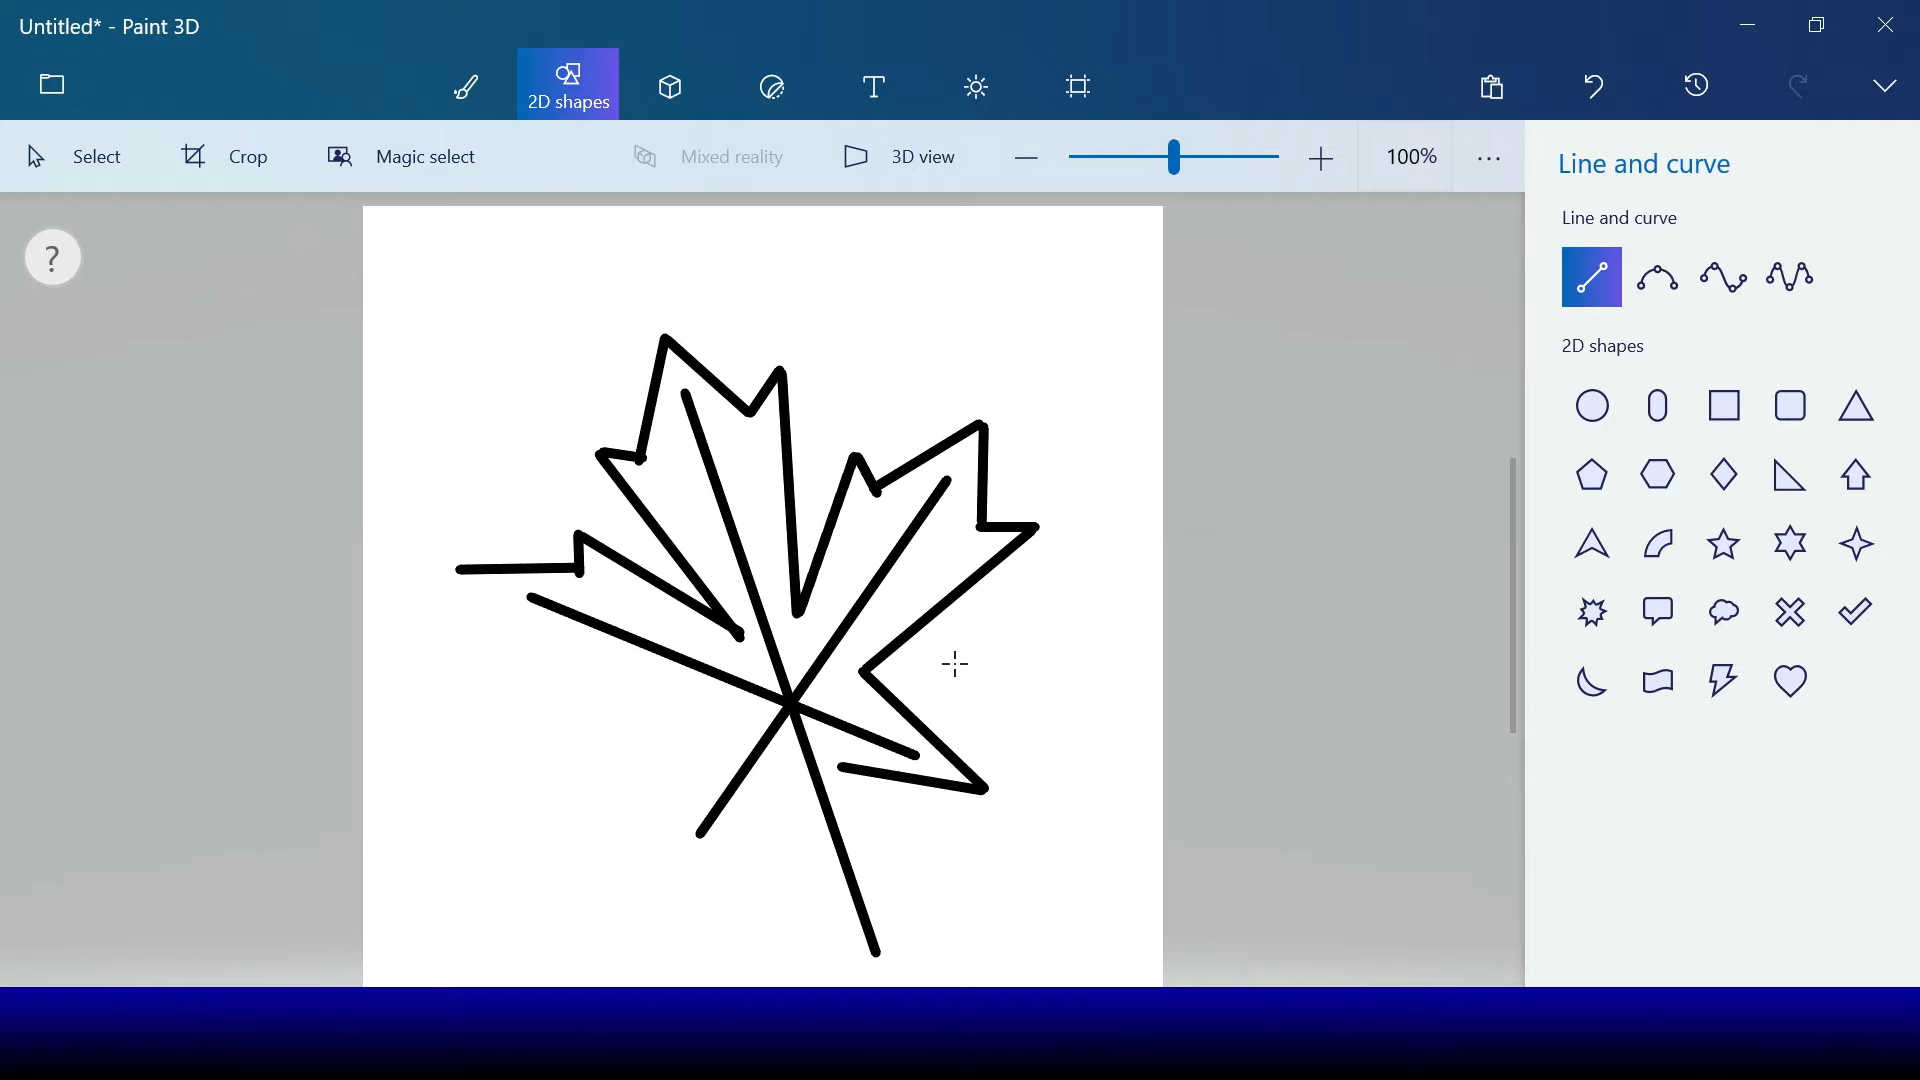 Untitled* - Paint 3D
2D shapes
Select
Crop
Magic select
Mixed reality
3D view
100%
Line and curve
Line and curve
2D shapes
?